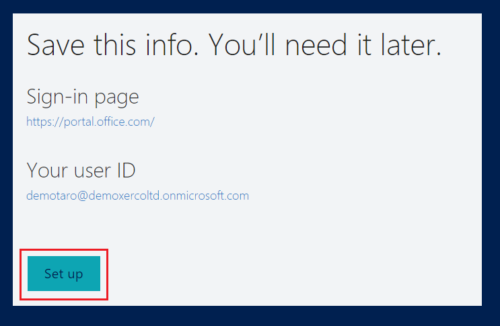 Save this info. You'll need it later.
Sign-in page
https://portal.office.com/
Your user ID
demotaro@demoxercoltd.onmicrosoft.com
Set up